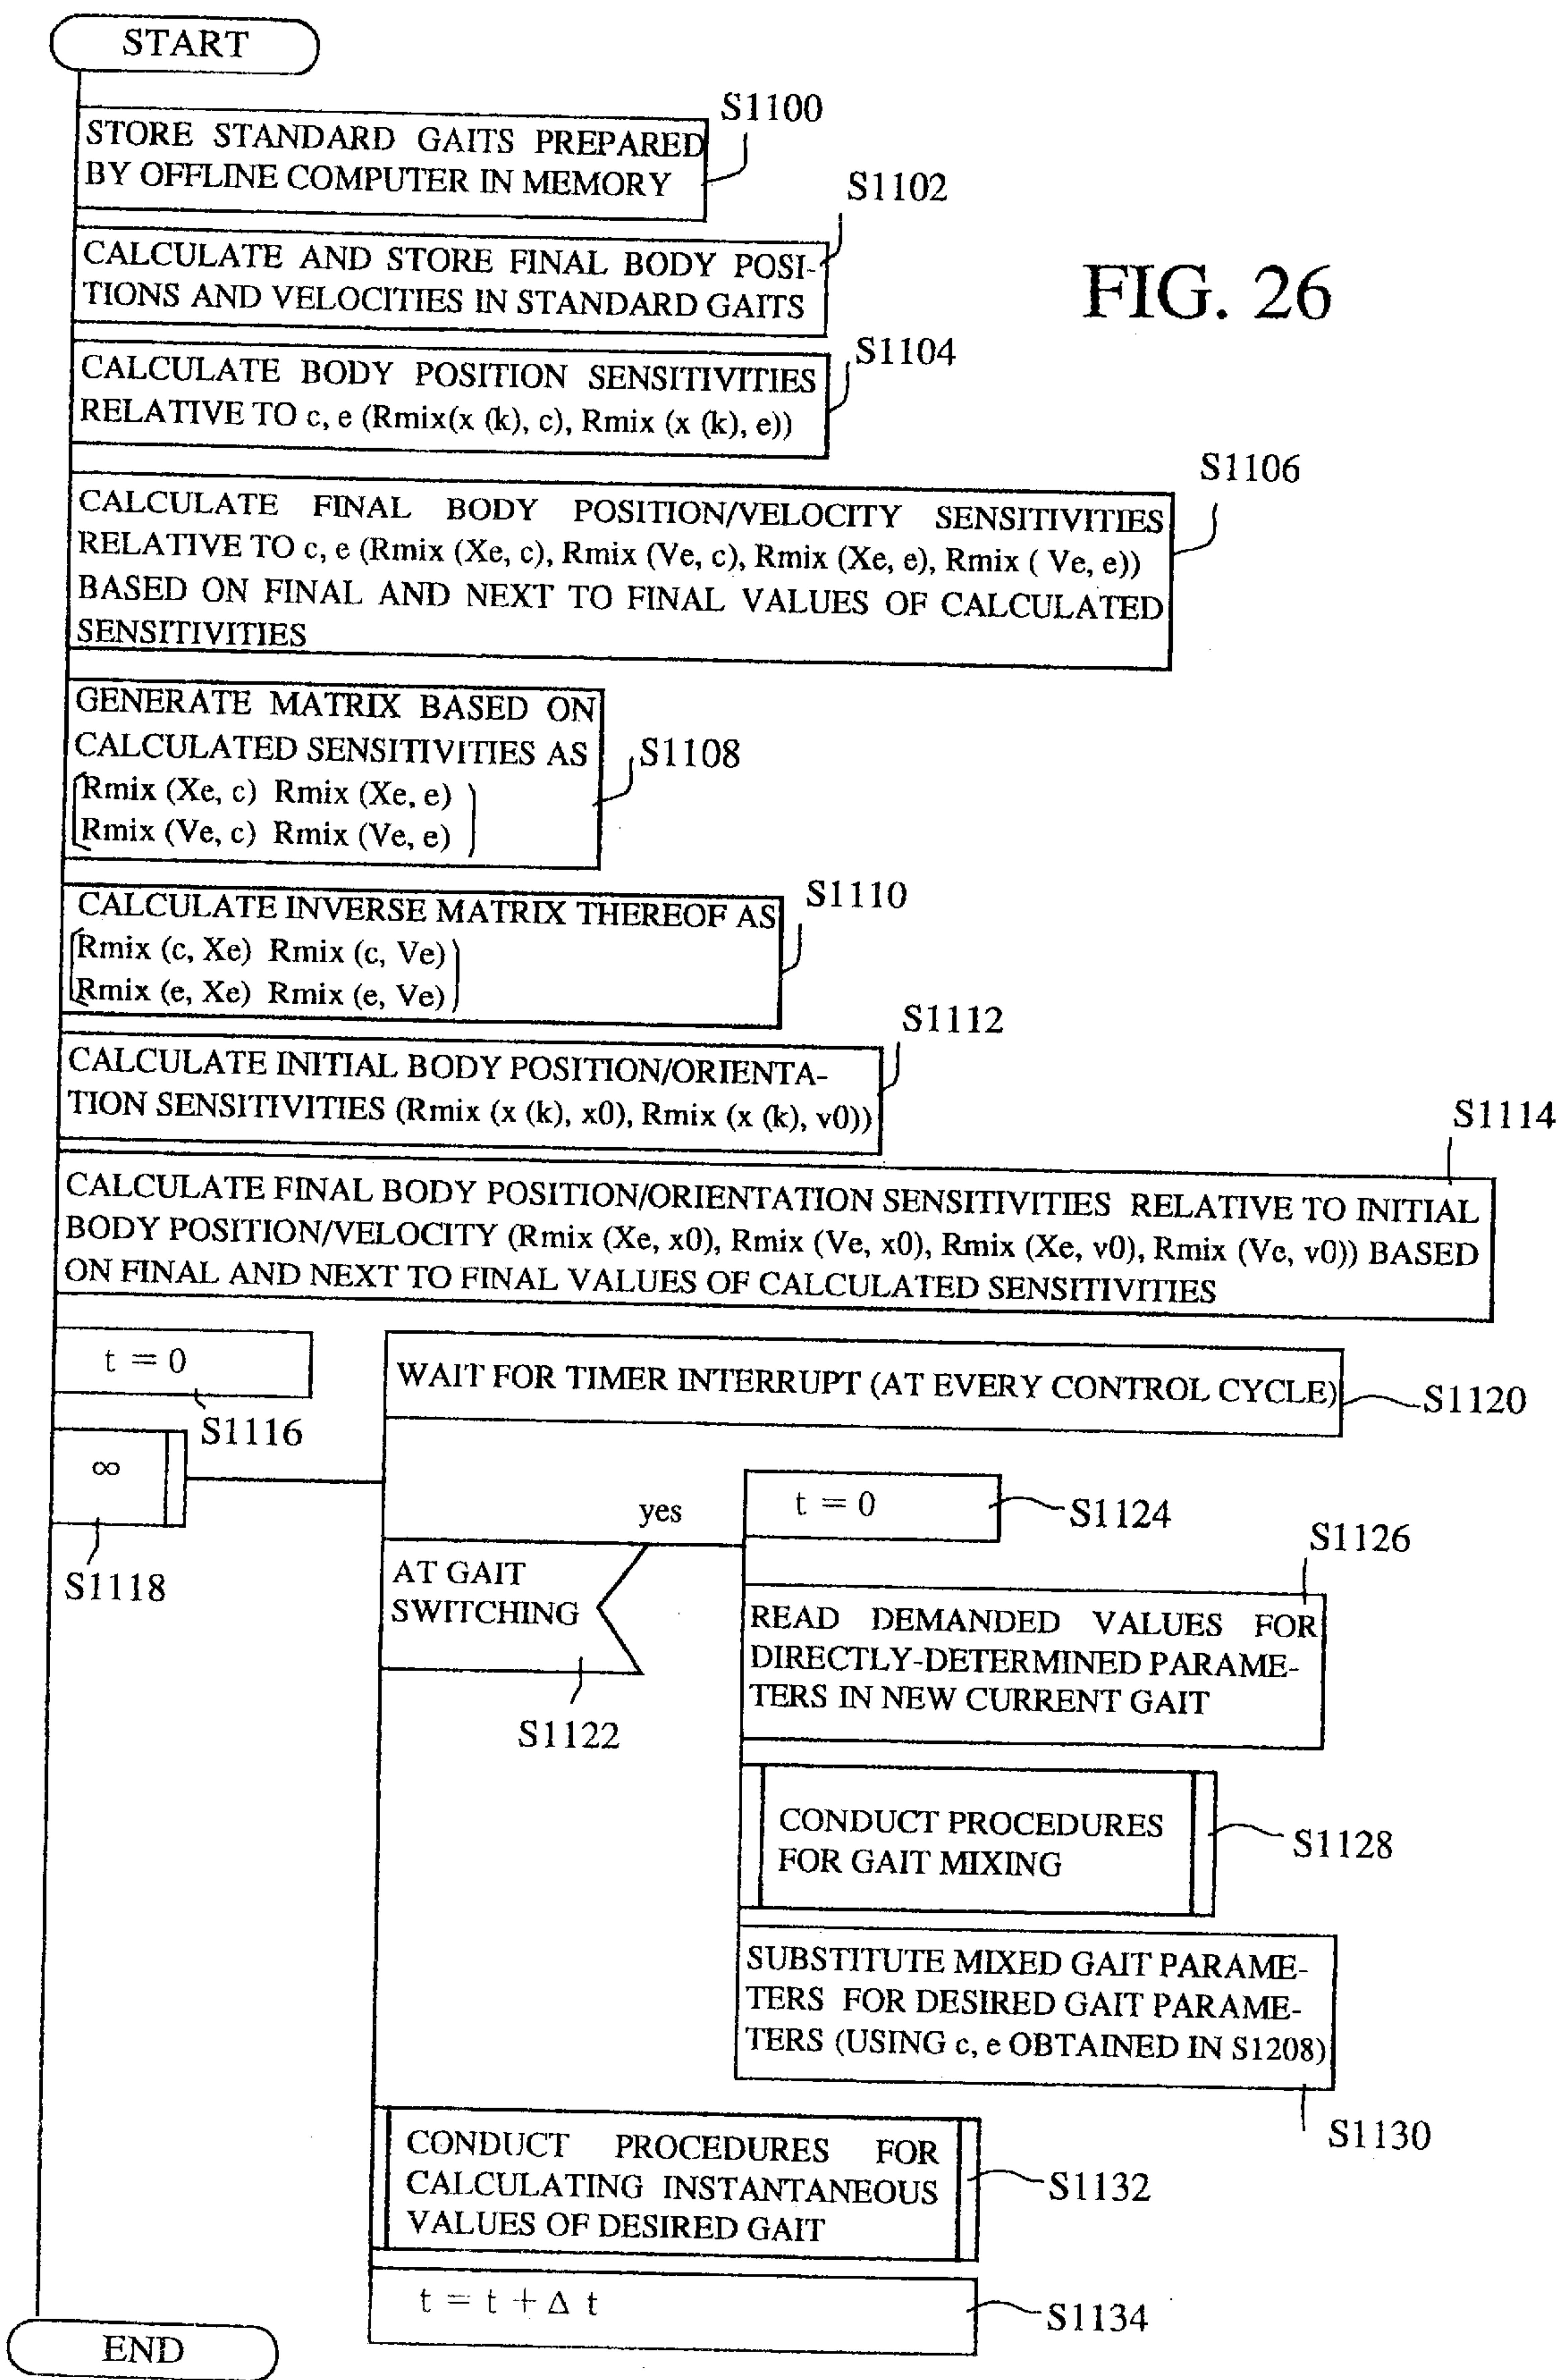 START
S1100
STORE STANDARD GAITS PREPARED
BY OFFLINE COMPUTER IN MEMORY
S1102
CALCULATE AND STORE FINAL BODY POSI-
TIONS AND VELOCITIES IN STANDARD GAITS
FIG. 26
S1104
CALCULATE BODY POSITION SENSITIVITIES
RELATIVE TO c, e (Rmix(x (k), c), Rmix (x (k), e))
S1106
CALCULATE FINAL BODY POSITION/VELOCITY SENSITIVITIES
RELATIVE TO c, e (Rmix (Xe, c), Rmix (Ve, c), Rmix (Xe, e), Rmix ( Ve, e))
BASED ON FINAL AND NEXT TO FINAL VALUES OF CALCULATED
SENSITIVITIES
GENERATE MATRIX BASED ON
CALCULATED SENSITIVITIES AS
S1108
Rmix (Xe, c) Rmix (Xe, e)
Rmix (Ve, c) Rmix (Ve, e)
S1110
CALCULATE INVERSE MATRIX THEREOF AS
Rmix (c, Xe) Rmix (c, Ve)
Rmix (e, Xe) Rmix (e, Ve)
S1112
CALCULATE INITIAL BODY POSITION/ORIENTA-
TION SENSITIVITIES (Rmix (x (k), x0), Rmix (x (k), v0))
S1114
CALCULATE FINAL BODY POSITION/ORIENTATION SENSITIVITIES RELATIVE TO INITIAL
BODY POSITION/VELOCITY (Rmix (Xe, x0), Rmix (Ve, x0), Rmix (Xe, v0), Rmix (Ve, v0)) BASED
ON FINAL AND NEXT TO FINAL VALUES OF CALCULATED SENSITIVITIES
t = 0
S1116
WAIT FOR TIMER INTERRUPT (AT EVERY CONTROL CYCLE)
S1120
∞
S1118
yes
t = 0
S1124
AT GAIT
SWITCHING
S1122
S1126
READ DEMANDED VALUES FOR
DIRECTLY-DETERMINED PARAME-
TERS IN NEW CURRENT GAIT
CONDUCT PROCEDURES
FOR GAIT MIXING
S1128
SUBSTITUTE MIXED GAIT PARAME-
TERS FOR DESIRED GAIT PARAME-
TERS (USING c, e OBTAINED IN S1208)
S1130
CONDUCT PROCEDURES FOR
CALCULATING INSTANTANEOUS
VALUES OF DESIRED GAIT
S1132
t = t + Δ t
S1134
END